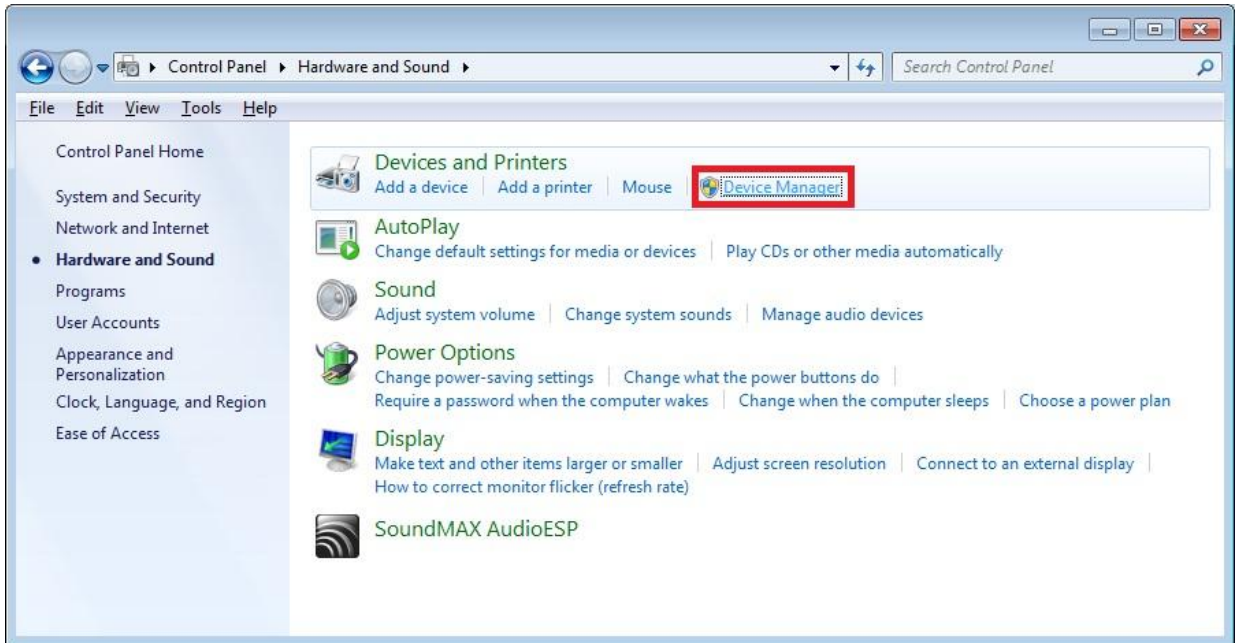 Control Panel Hardware and Sound
Search Control Panel
File Edit View Tools Help
Control Panel Home
System and Security
Network and Internet
Hardware and Sound
Programs
User Accounts
Appearance and
Personalization
Clock, Language, and Region
Ease of Access
Devices and Printers
Add a device Add a printer Mouse Device Manager
AutoPlay
Change default settings for media or devices Play CDs or other media automatically
Sound
Adjust system volume Change system sounds Manage audio devices
Power Options
Change power-saving settings Change what the power buttons do
Require a password when the computer wakes Change when the computer sleeps Choose a power plan
Display
Make text and other items larger or smaller Adjust screen resolution Connect to an external display
How to correct monitor flicker (refresh rate)
SoundMAX AudioESP